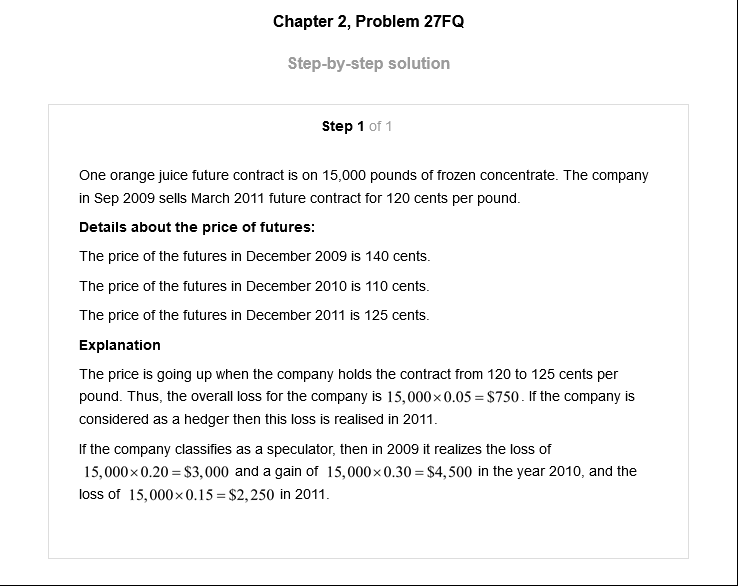 Chapter 2, Problem 27FQ
Step-by-step solution
Step 1 of 1
One orange juice future contract is on 15,000 pounds of frozen concentrate. The company
in Sep 2009 sells March 2011 future contract for 120 cents per pound.
Details about the price of futures:
The price of the futures in December 2009 is 140 cents.
The price of the futures in December 2010 is 110 cents.
The price of the futures in December 2011 is 125 cents.
Explanation
The price is going up when the company holds the contract from 120 to 125 cents per
pound. Thus, the overall loss for the company is 15,000×0.05=$750. If the company is
considered as a hedger then this loss is realised in 2011.
If the company classifies as a speculator, then in 2009 it realizes the loss of
15,000×0.20=$3,000 and a gain of 15,000×0.30=$4,500 in the year 2010, and the
loss of 15,000×0.15=$2,250 in 2011.